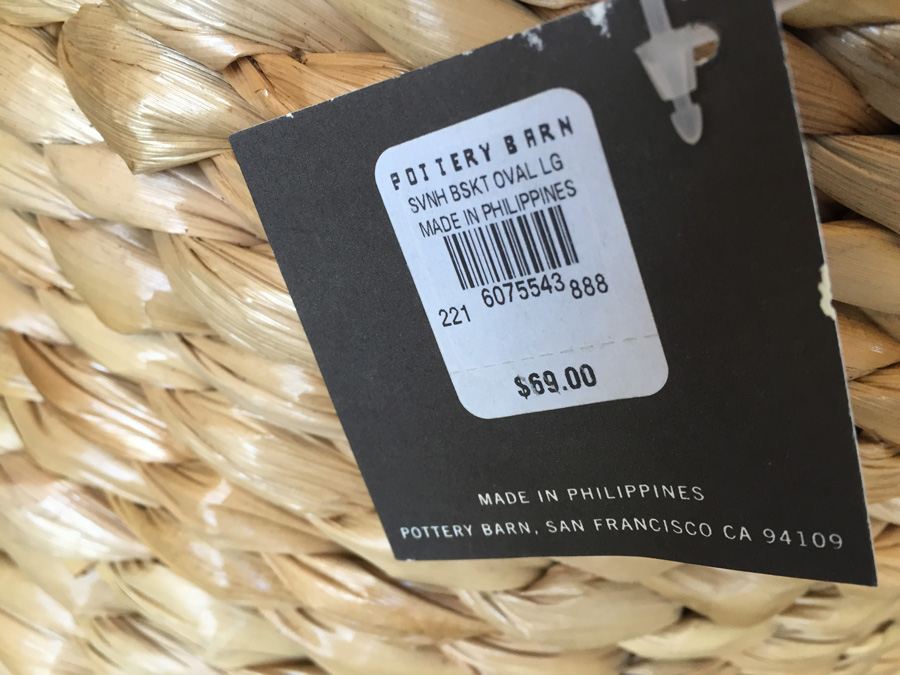 POTTERY BARN
SVNH BSKT OVAL LG
MADE IN PHILIPPINES
221 6075543 888
$69.00
MADE IN PHILIPPINES
POTTERY BARN, SAN FRANCISCO CA 94109